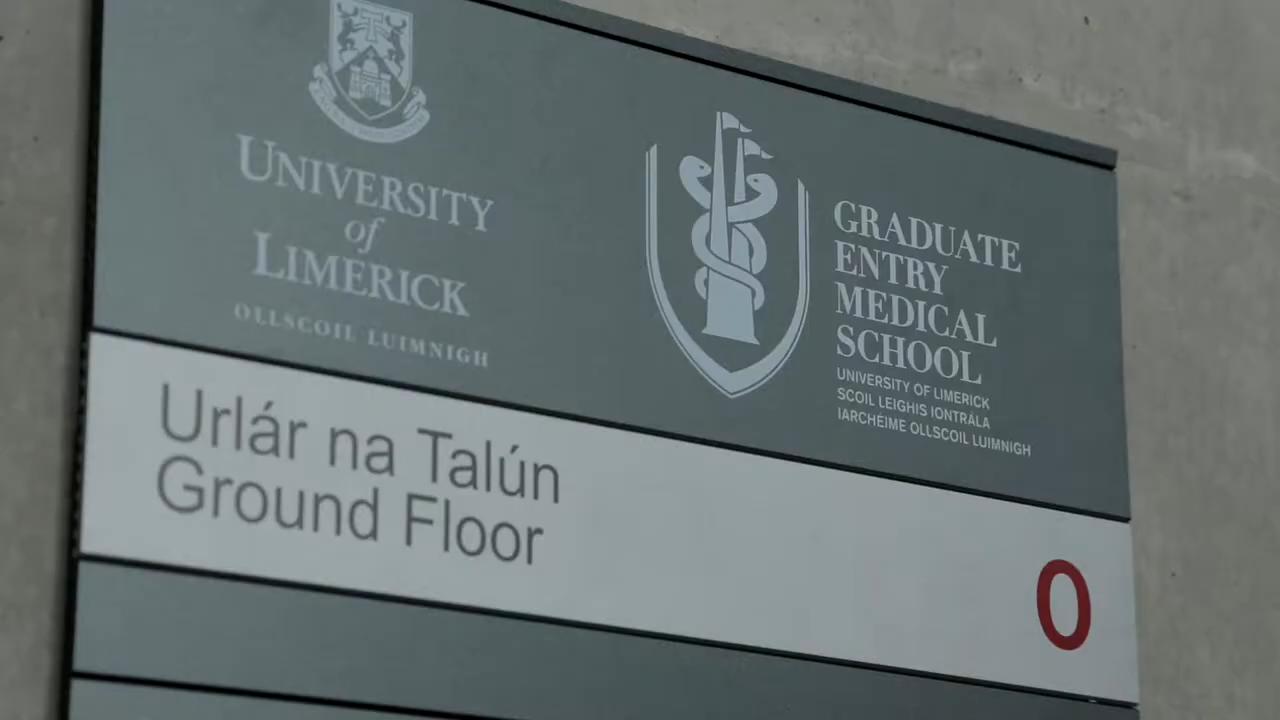 UNIVERSITY
of
LIMERICK
OLLSCOIL LUIMNIGH
GRADUATE
ENTRY
MEDICAL
SCHOOL
UNIVERSITY OF LIMERICK
SCOIL LEIGHIS IONTRÁLA
IARCHÉIME OLLSCOIL LUIMNIGH
Urlár na Talún
Ground Floor
0